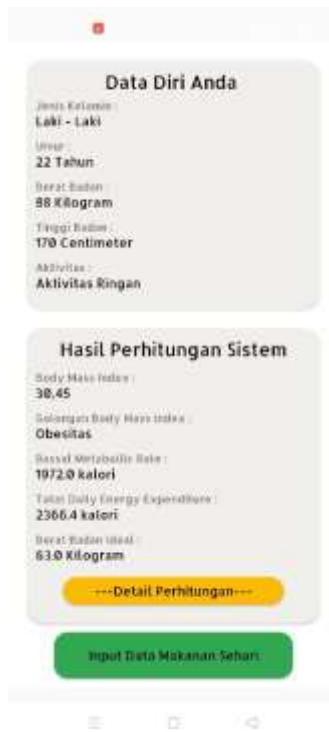 Data Diri Anda
Jenis Kelamin :
Laki - Laki
Umur :
22 Tahun
Berat Badan :
88 Kilogram
Tinggi Badan :
170 Centimeter
Aktivitas :
Aktivitas Ringan
Hasil Perhitungan Sistem
Body Mass Index :
30.45
Golongan Body Mass Index :
Obesitas
Bassal Metabolic Rate :
1972.0 kalori
Total Daily Energy Expenditure :
2366.4 kalori
Berat Badan Ideal :
63.0 Kilogram
---Detail Perhitungan---
Input Data Makanan Sehari